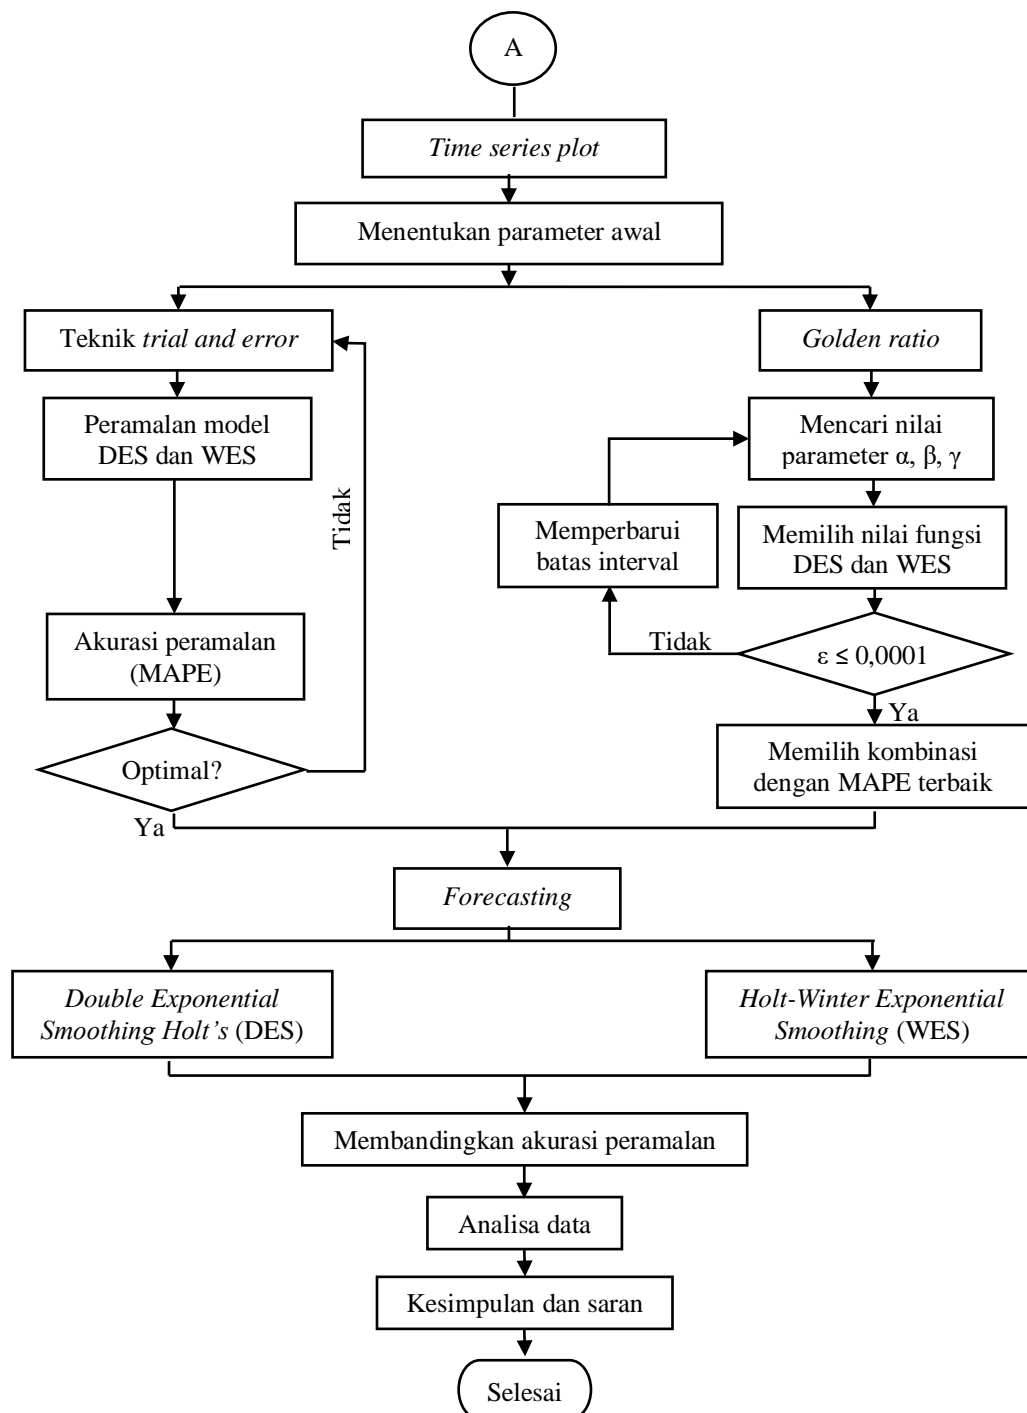 A
Time series plot
Menentukan parameter awal
Teknik trial and error
Peramalan model
DES dan WES
Akurasi peramalan
(MAPE)
Optimal?
Tidak
Ya
Golden ratio
Mencari nilai
parameter α, β, γ
Memilih nilai fungsi
DES dan WES
Memperbarui
batas interval
Tidak
ε ≤ 0,0001
Ya
Memilih kombinasi
dengan MAPE terbaik
Forecasting
Double Exponential
Smoothing Holt's (DES)
Holt-Winter Exponential
Smoothing (WES)
Membandingkan akurasi peramalan
Analisa data
Kesimpulan dan saran
Selesai